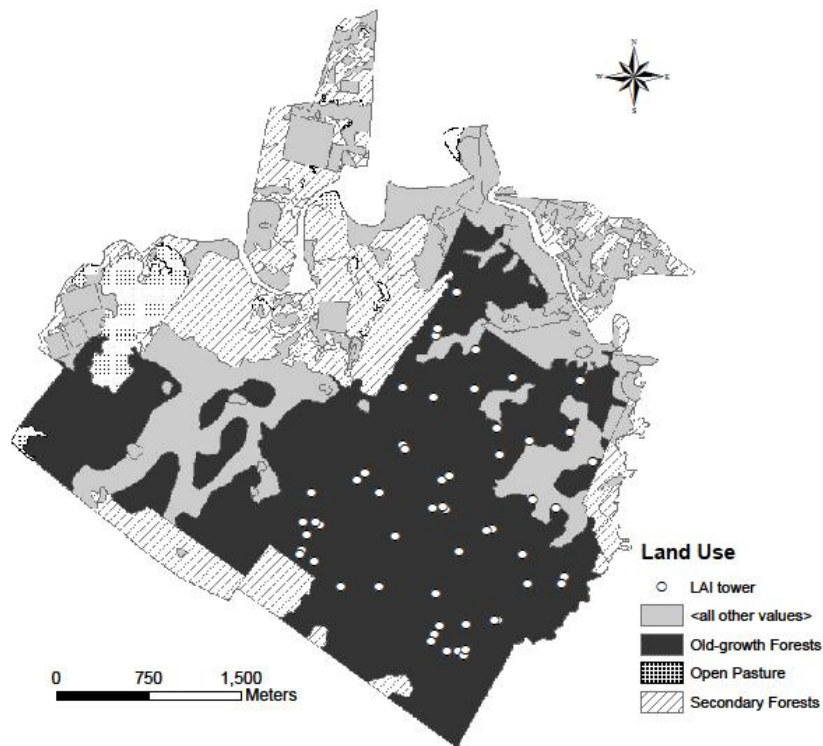 N
W E
S
Land Use
LAI tower
<all other values>
Old-growth Forests
Open Pasture
Secondary Forests
0 750 1,500
Meters